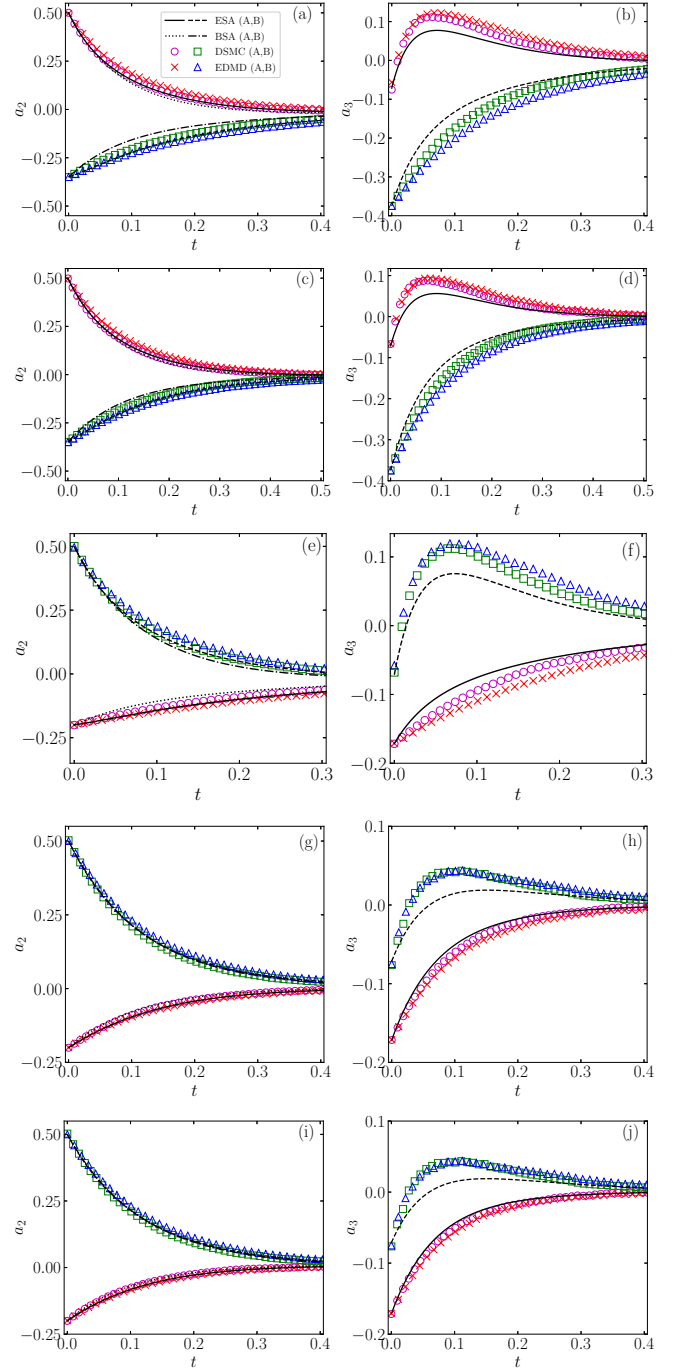 (a)
ESA (A,B)
BSA (A,B)
DSMC (A,B)
EDMD (A,B)
0.50
0.25
0.00
−0.25
−0.50
a₂
0.0 0.1 0.2 0.3 0.4
t
(b)
0.1
0.0
−0.1
−0.2
−0.3
−0.4
a₃
0.0 0.1 0.2 0.3 0.4
t
(c)
0.50
0.25
0.00
−0.25
−0.50
a₂
0.0 0.1 0.2 0.3 0.4 0.5
t
(d)
0.1
0.0
−0.1
−0.2
−0.3
−0.4
a₃
0.0 0.1 0.2 0.3 0.4 0.5
t
(e)
0.50
0.25
0.00
−0.25
a₂
0.0 0.1 0.2 0.3
t
(f)
0.1
0.0
−0.1
−0.2
a₃
0.0 0.1 0.2 0.3
t
(g)
0.50
0.25
0.00
−0.25
a₂
0.0 0.1 0.2 0.3 0.4
t
(h)
0.1
0.0
−0.1
−0.2
a₃
0.0 0.1 0.2 0.3 0.4
t
(i)
0.50
0.25
0.00
−0.25
a₂
0.0 0.1 0.2 0.3 0.4
t
(j)
0.1
0.0
−0.1
−0.2
a₃
0.0 0.1 0.2 0.3 0.4
t